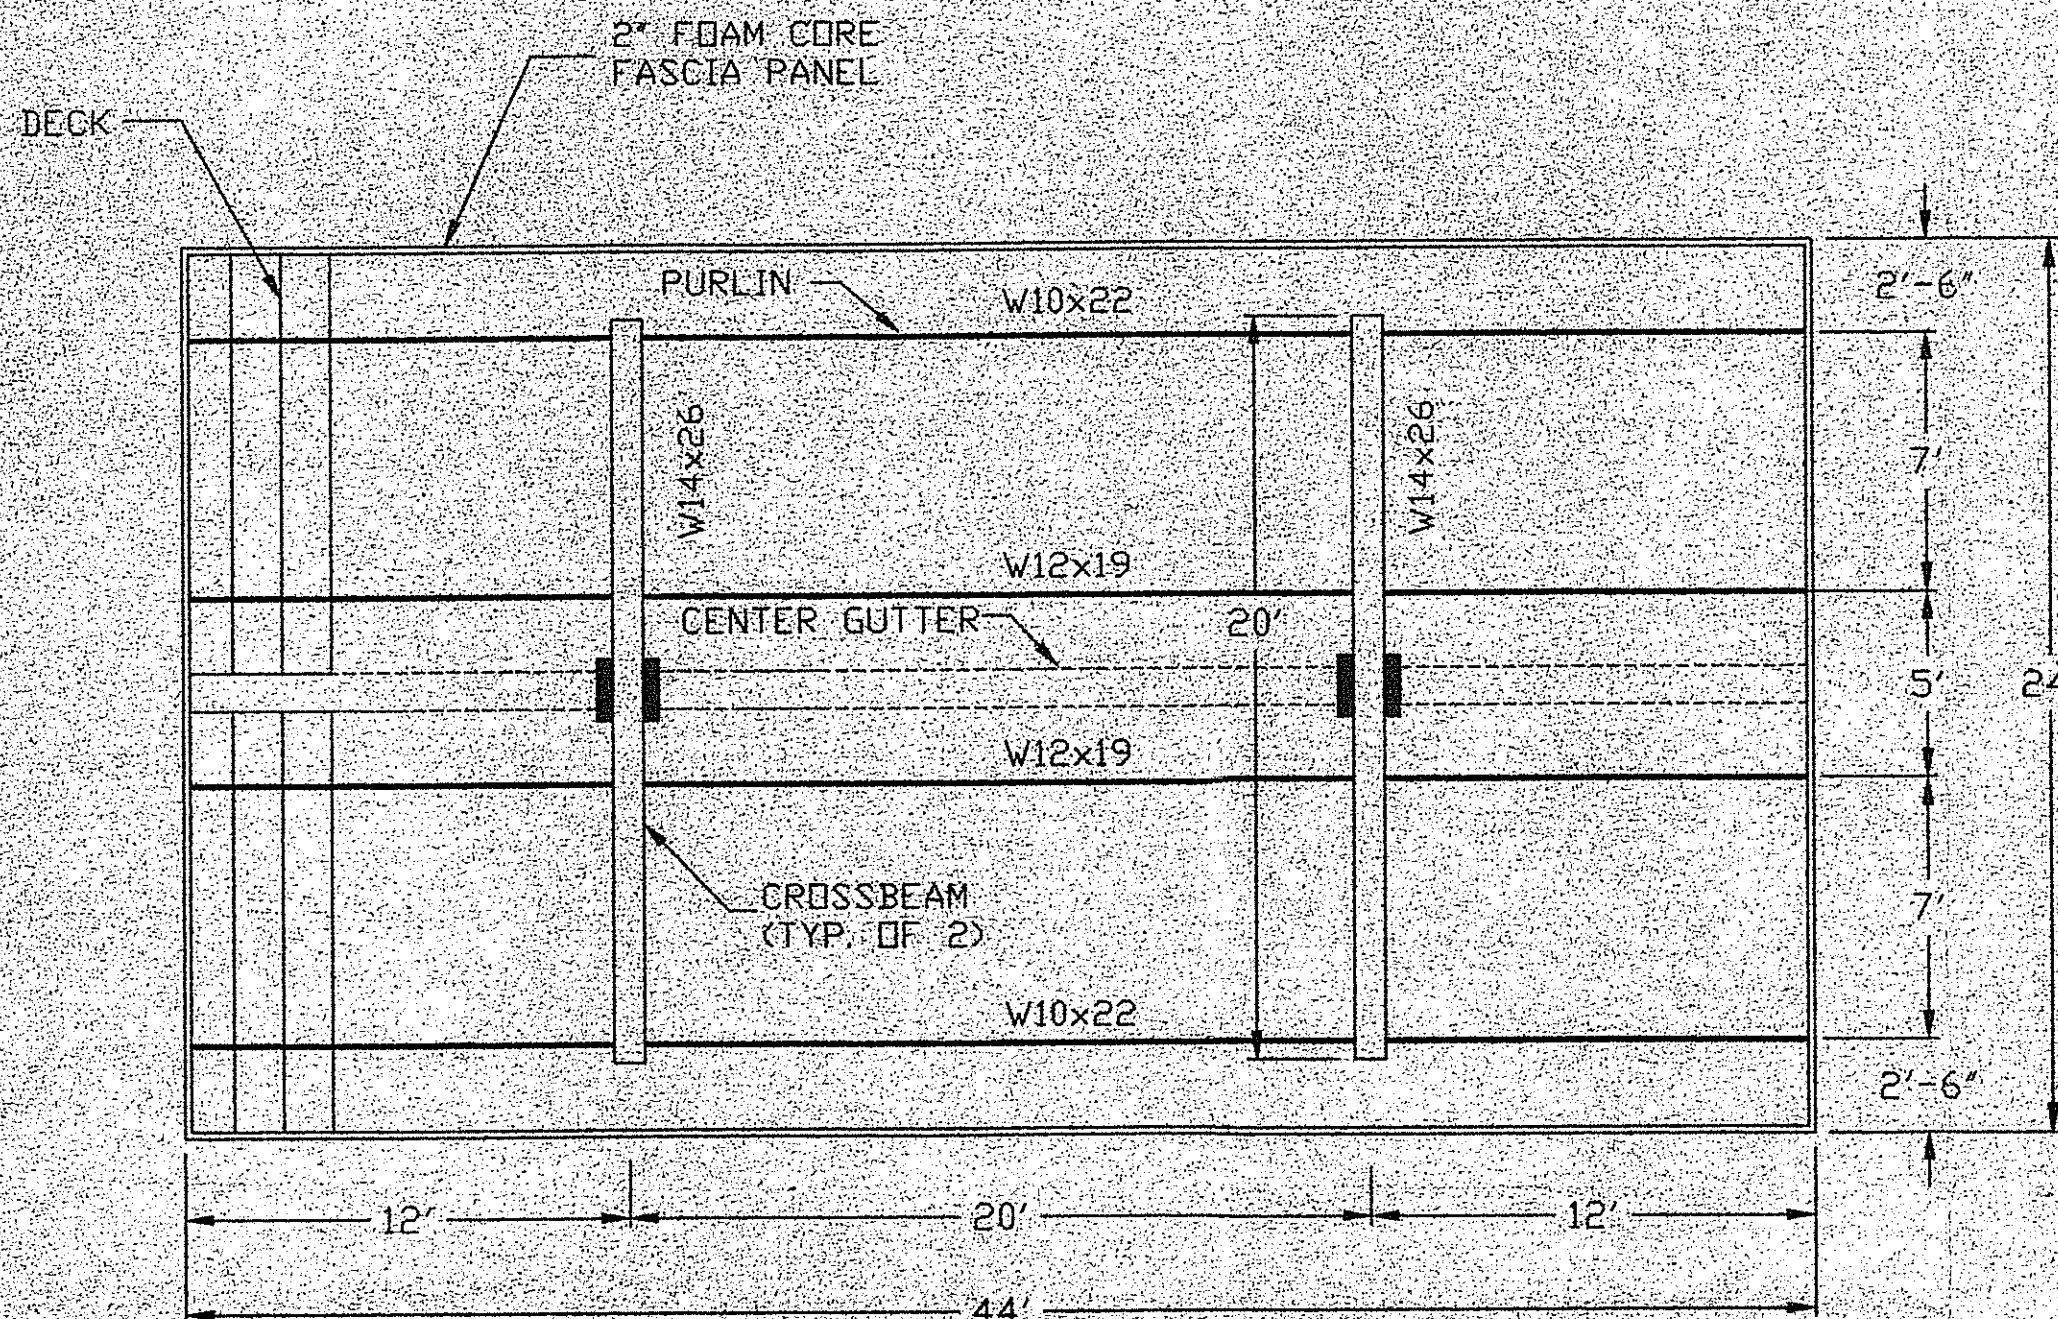 2" FOAM CORE
FASCIA PANEL
DECK
PURLIN
W10x22
2'-6"
W14x26
W14x26
7'
W12x19
CENTER GUTTER
20'
5'
24
W12x19
CROSSBEAM
(TYP. OF 2)
7'
W10x22
2'-6"
12'
20'
12'
44'